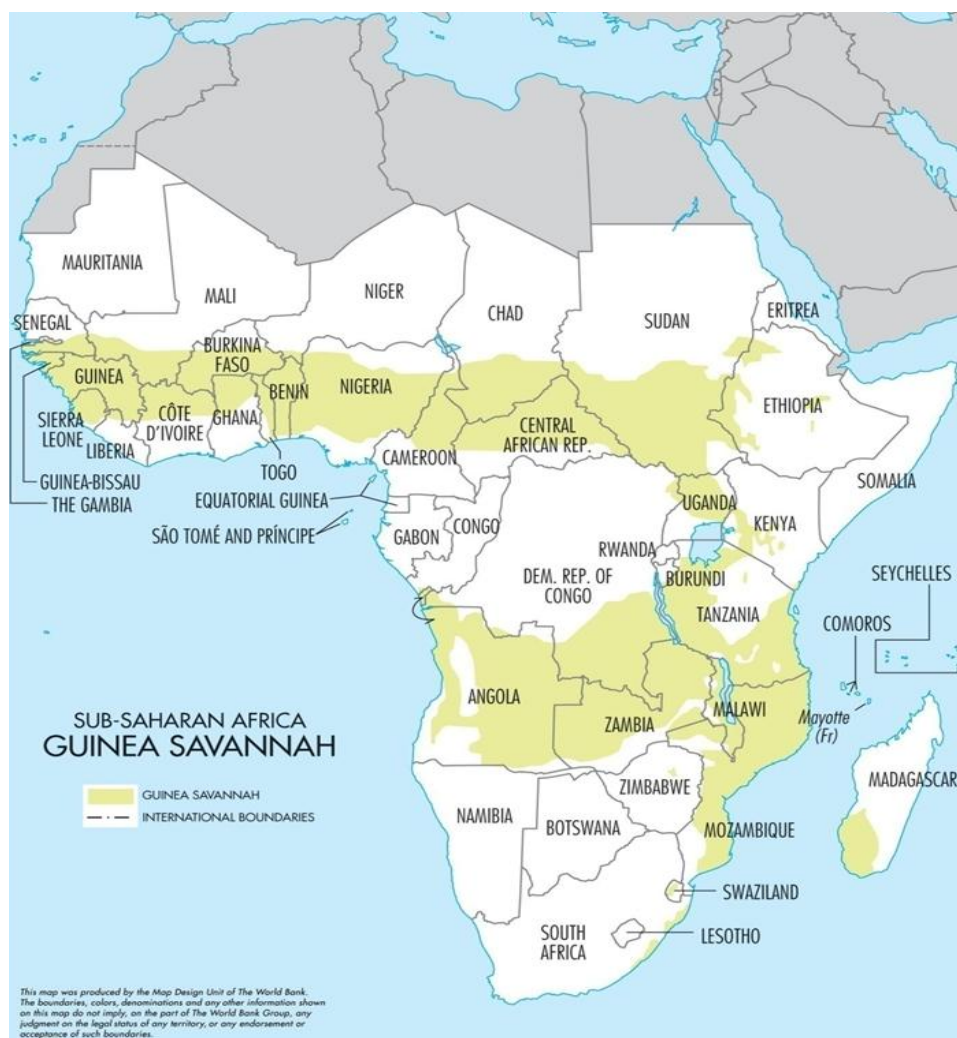 MAURITANIA
MALI
NIGER
CHAD
SUDAN
ERITREA
SENEGAL
BURKINA
FASO
GUINEA
BENIN
NIGERIA
ETHIOPIA
CÔTE
D'IVOIRE
GHANA
SIERRA
LEONE
LIBERIA
CENTRAL
AFRICAN REP.
CAMEROON
TOGO
SOMALIA
GUINEA-BISSAU
THE GAMBIA
EQUATORIAL GUINEA
UGANDA
KENYA
SÃO TOMÉ AND PRÍNCIPE
GABON
CONGO
RWANDA
DEM. REP. OF
CONGO
BURUNDI
SEYCHELLES
TANZANIA
COMOROS
ANGOLA
MALAWI
ZAMBIA
Mayotte
(Fr)
SUB-SAHARAN AFRICA
GUINEA SAVANNAH
MADAGASCAR
ZIMBABWE
GUINEA SAVANNAH
INTERNATIONAL BOUNDARIES
NAMIBIA
BOTSWANA
MOZAMBIQUE
SWAZILAND
SOUTH
AFRICA
LESOTHO
This map was produced by the Map Design Unit of The World Bank.
The boundaries, colors, denominations and any other information shown
on this map do not imply, on the part of The World Bank Group, any
judgment on the legal status of any territory, or any endorsement or
acceptance of such boundaries.